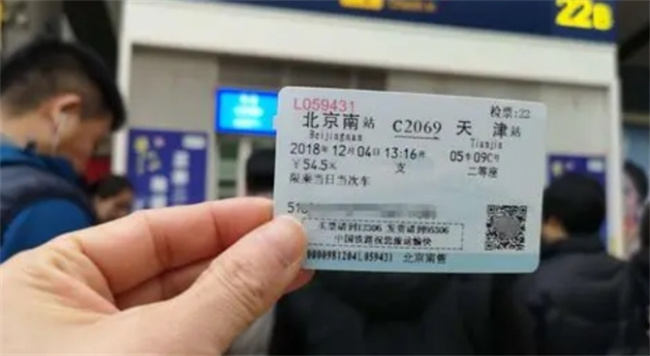 22B
L059431
检票:22
北京南站 C2069 天津站
Beijingnan Tianjin
2018年12月04日13:16开 05车09C号
￥54.5元 支 二等座
限乘当日当次车
买票请到12306 发货请到95306
中国铁路祝您旅途愉快
北京南售